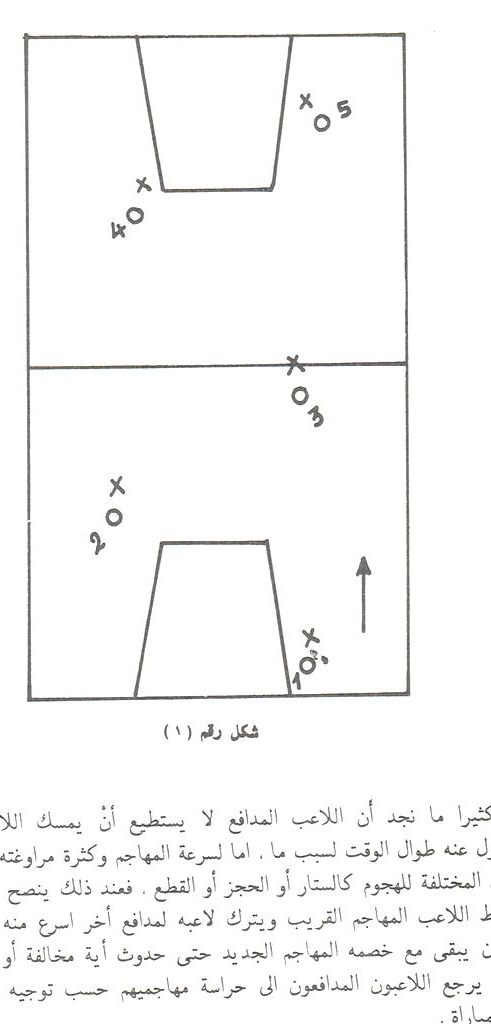 5
4
3
2
1
شكل رقم (١)
كثيرا ما نجد أن اللاعب المدافع لا يستطيع أنْ يمسك
عنه طوال الوقت لسبب ما . اما لسرعة المهاجم وكثرة مراوغته
المختلفة للهجوم كالستار أو الحجز أو القطع . فعند ذلك ينصح
اللاعب المهاجم القريب ويترك لاعبه لمدافع أخر اسرع منه
يبقى مع خصمه المهاجم الجديد حتى حدوث أية مخالفة أو
يرجع اللاعبون المدافعون الى حراسة مهاجميهم حسب توجيه